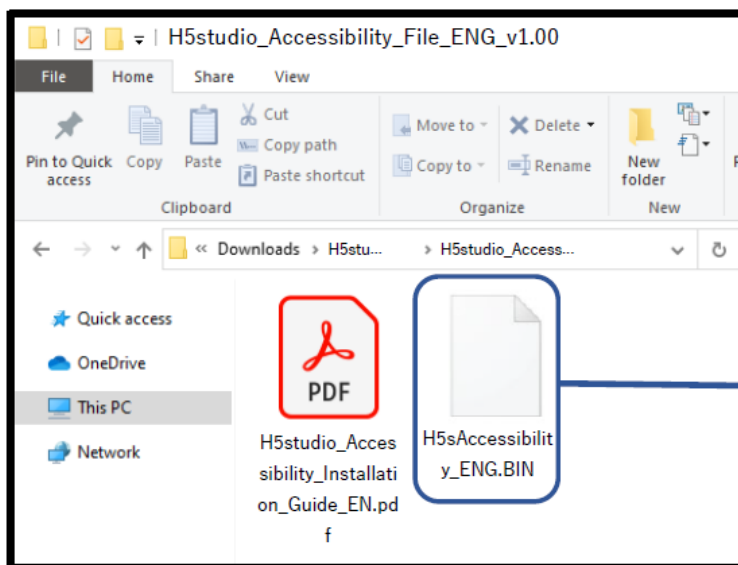 H5studio_Accessibility_File_ENG_v1.00
File Home Share View
Pin to Quick access
Copy
Paste
Cut
Copy path
Paste shortcut
Clipboard
Move to
Copy to
Delete
Rename
Organize
New folder
New
« Downloads > H5stu... > H5studio_Access...
Quick access
OneDrive
This PC
Network
PDF
H5studio_Acces
sibility_Installati
on_Guide_EN.pd
f
H5sAccessibilit
y_ENG.BIN